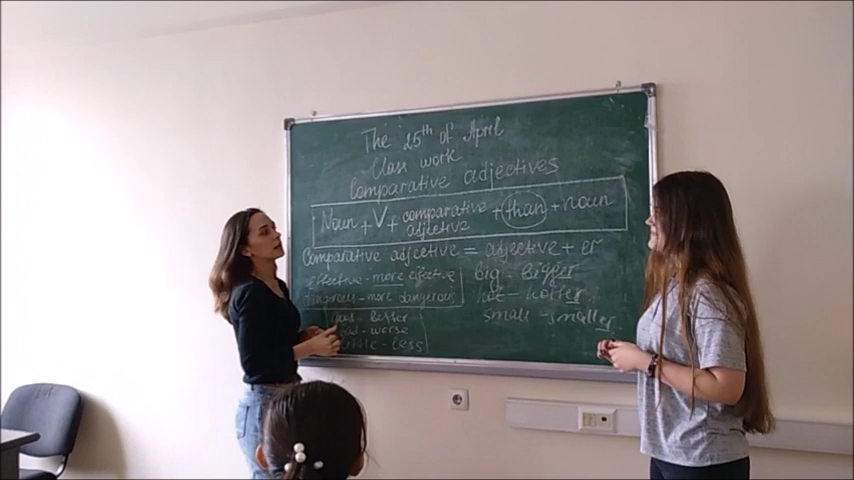 The 25th of April
Class work
Comparative adjectives
Noun + V + comparative adjective + than + noun
Comparative adjective = adjective + er
effective - more effective
dangerous - more dangerous
good - better
bad - worse
little - less
big - bigger
hot - hotter
small - smaller